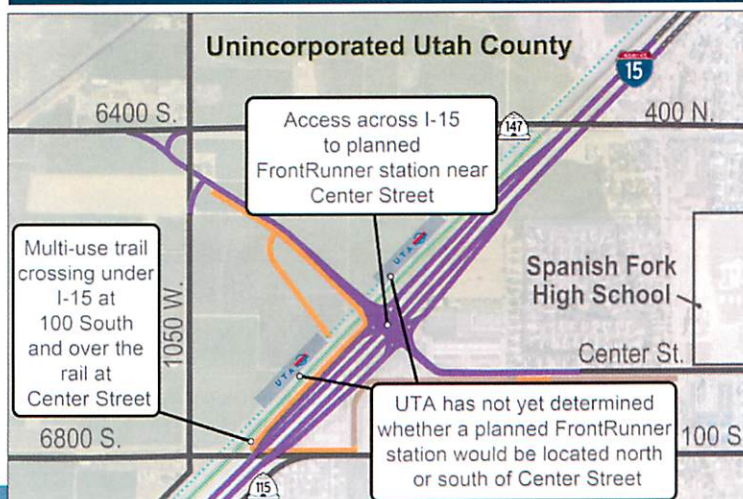 Unincorporated Utah County
15
6400 S.
147
400 N.
Access across I-15
to planned
FrontRunner station near
Center Street
Multi-use trail
crossing under
I-15 at
100 South
and over the
rail at
Center Street
1050 W.
UTA
Spanish Fork
High School
Center St.
UTA
UTA has not yet determined
whether a planned FrontRunner
station would be located north
or south of Center Street
6800 S.
100 S
115